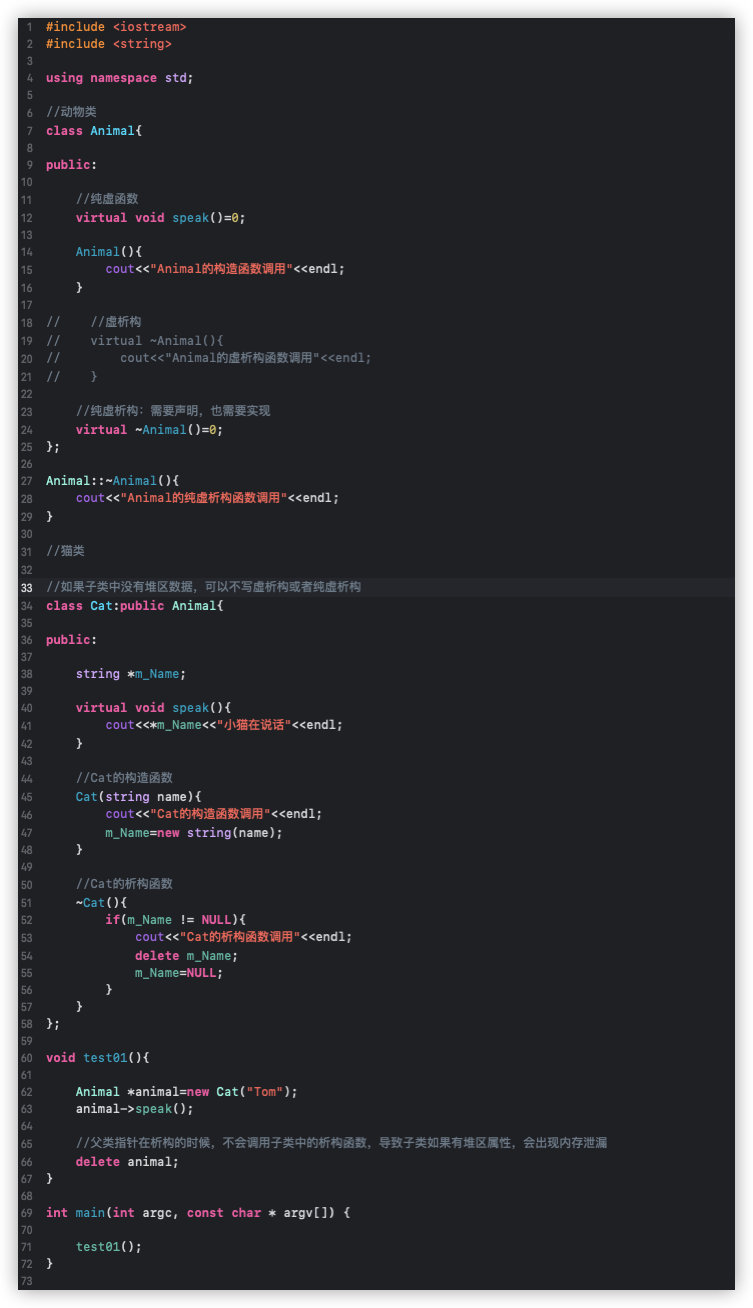 1 #include <iostream>
2 #include <string>
3
4 using namespace std;
5
6 //动物类
7 class Animal{
8
9 public:
10
11     //纯虚函数
12     virtual void speak()=0;
13
14     Animal(){
15         cout<<"Animal的构造函数调用"<<endl;
16     }
17
18 //    //虚析构
19 //    virtual ~Animal(){
20 //        cout<<"Animal的虚析构函数调用"<<endl;
21 //    }
22
23     //纯虚析构：需要声明，也需要实现
24     virtual ~Animal()=0;
25 };
26
27 Animal::~Animal(){
28     cout<<"Animal的纯虚析构函数调用"<<endl;
29 }
30
31 //猫类
32
33 //如果子类中没有堆区数据，可以不写虚析构或者纯虚析构
34 class Cat:public Animal{
35
36 public:
37
38     string *m_Name;
39
40     virtual void speak(){
41         cout<<*m_Name<<"小猫在说话"<<endl;
42     }
43
44     //Cat的构造函数
45     Cat(string name){
46         cout<<"Cat的构造函数调用"<<endl;
47         m_Name=new string(name);
48     }
49
50     //Cat的析构函数
51     ~Cat(){
52         if(m_Name != NULL){
53             cout<<"Cat的析构函数调用"<<endl;
54             delete m_Name;
55             m_Name=NULL;
56         }
57     }
58 };
59
60 void test01(){
61
62     Animal *animal=new Cat("Tom");
63     animal->speak();
64
65     //父类指针在析构的时候，不会调用子类中的析构函数，导致子类如果有堆区属性，会出现内存泄漏
66     delete animal;
67 }
68
69 int main(int argc, const char * argv[]) {
70
71     test01();
72 }
73